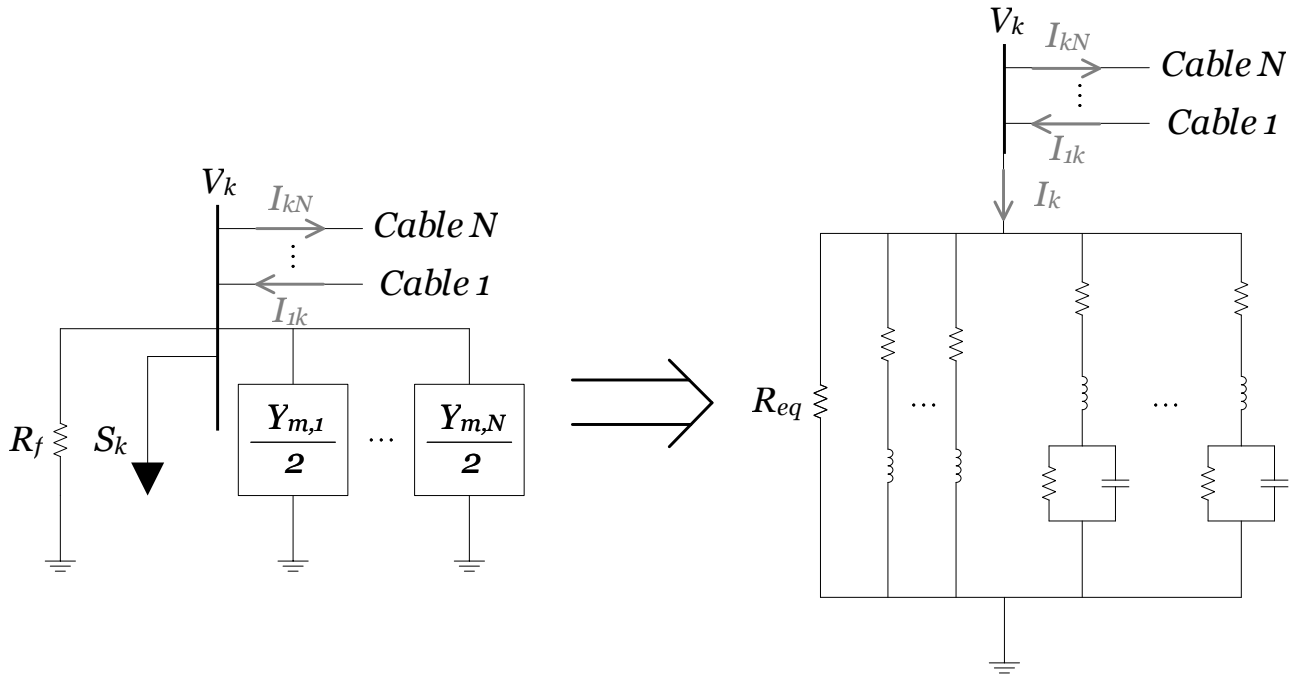 Vk
IkN
Cable N
⋮
Cable 1
I1k
Rf
Sk
Ym,1
2
...
Ym,N
2
Vk
IkN
Cable N
⋮
Cable 1
I1k
Ik
Req
...
...